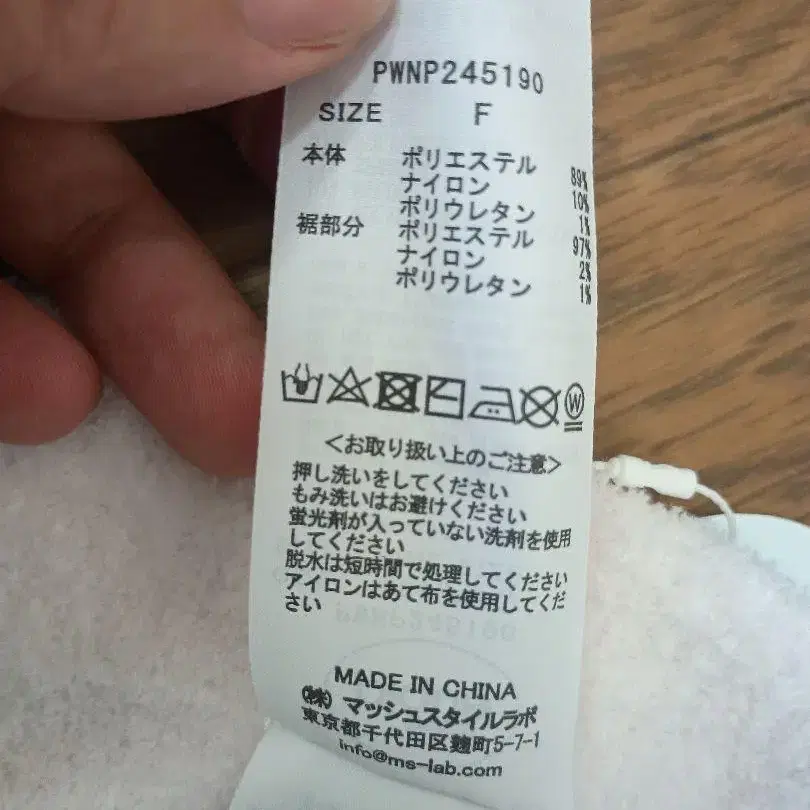 PWNP245190
SIZE F
本体 ポリエステル 89%
ナイロン 10%
ポリウレタン 1%
裾部分 ポリエステル 97%
ナイロン 2%
ポリウレタン 1%
W
<お取り扱い上のご注意>
押し洗いをしてください
もみ洗いはお避けください
蛍光剤が入っていない洗剤を使用
してください
脱水は短時間で処理してください
アイロンはあて布を使用してくだ
さい
MADE IN CHINA
(株) マッシュスタイルラボ
東京都千代田区麹町5-7-1
info@ms-lab.com